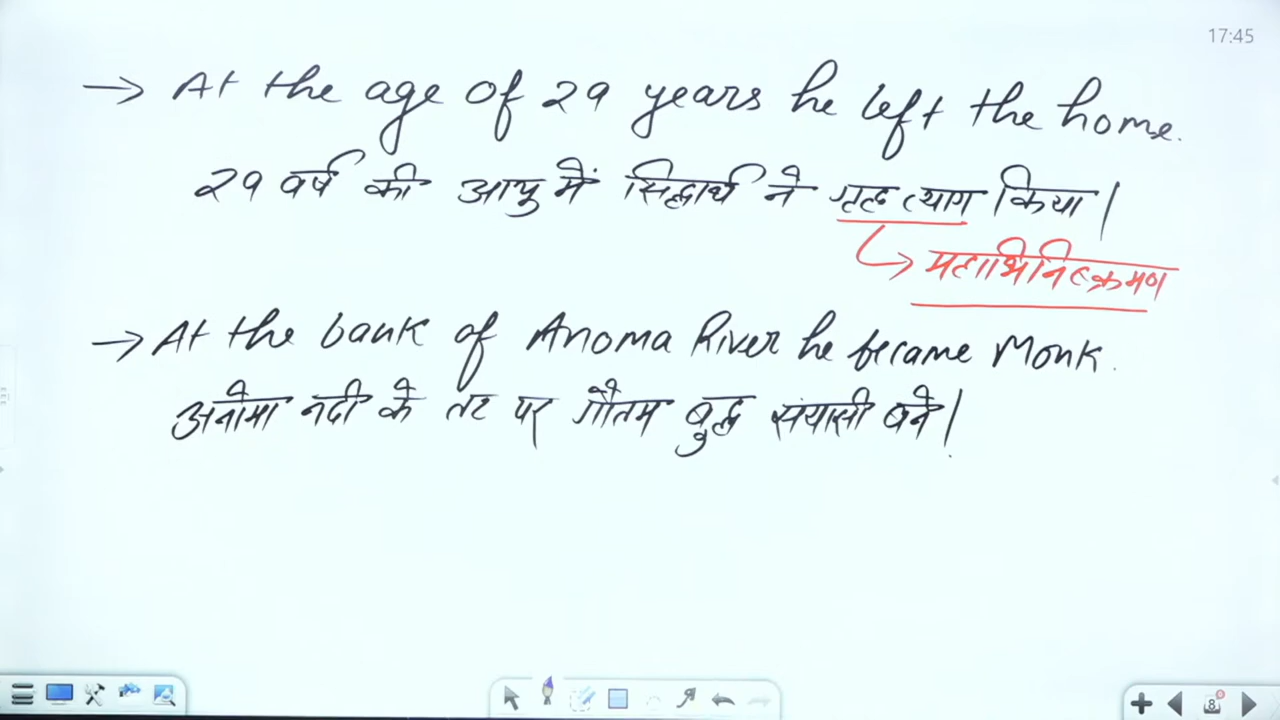 17:45
→ At the age of 29 years he left the home.
29 वर्ष की आयु में सिद्धार्थ ने गृह त्याग किया।
↳ महाभिनिष्क्रमण
→ At the bank of Anoma River he became Monk.
अनोमा नदी के तट पर गौतम बुद्ध संयासी बने।
8